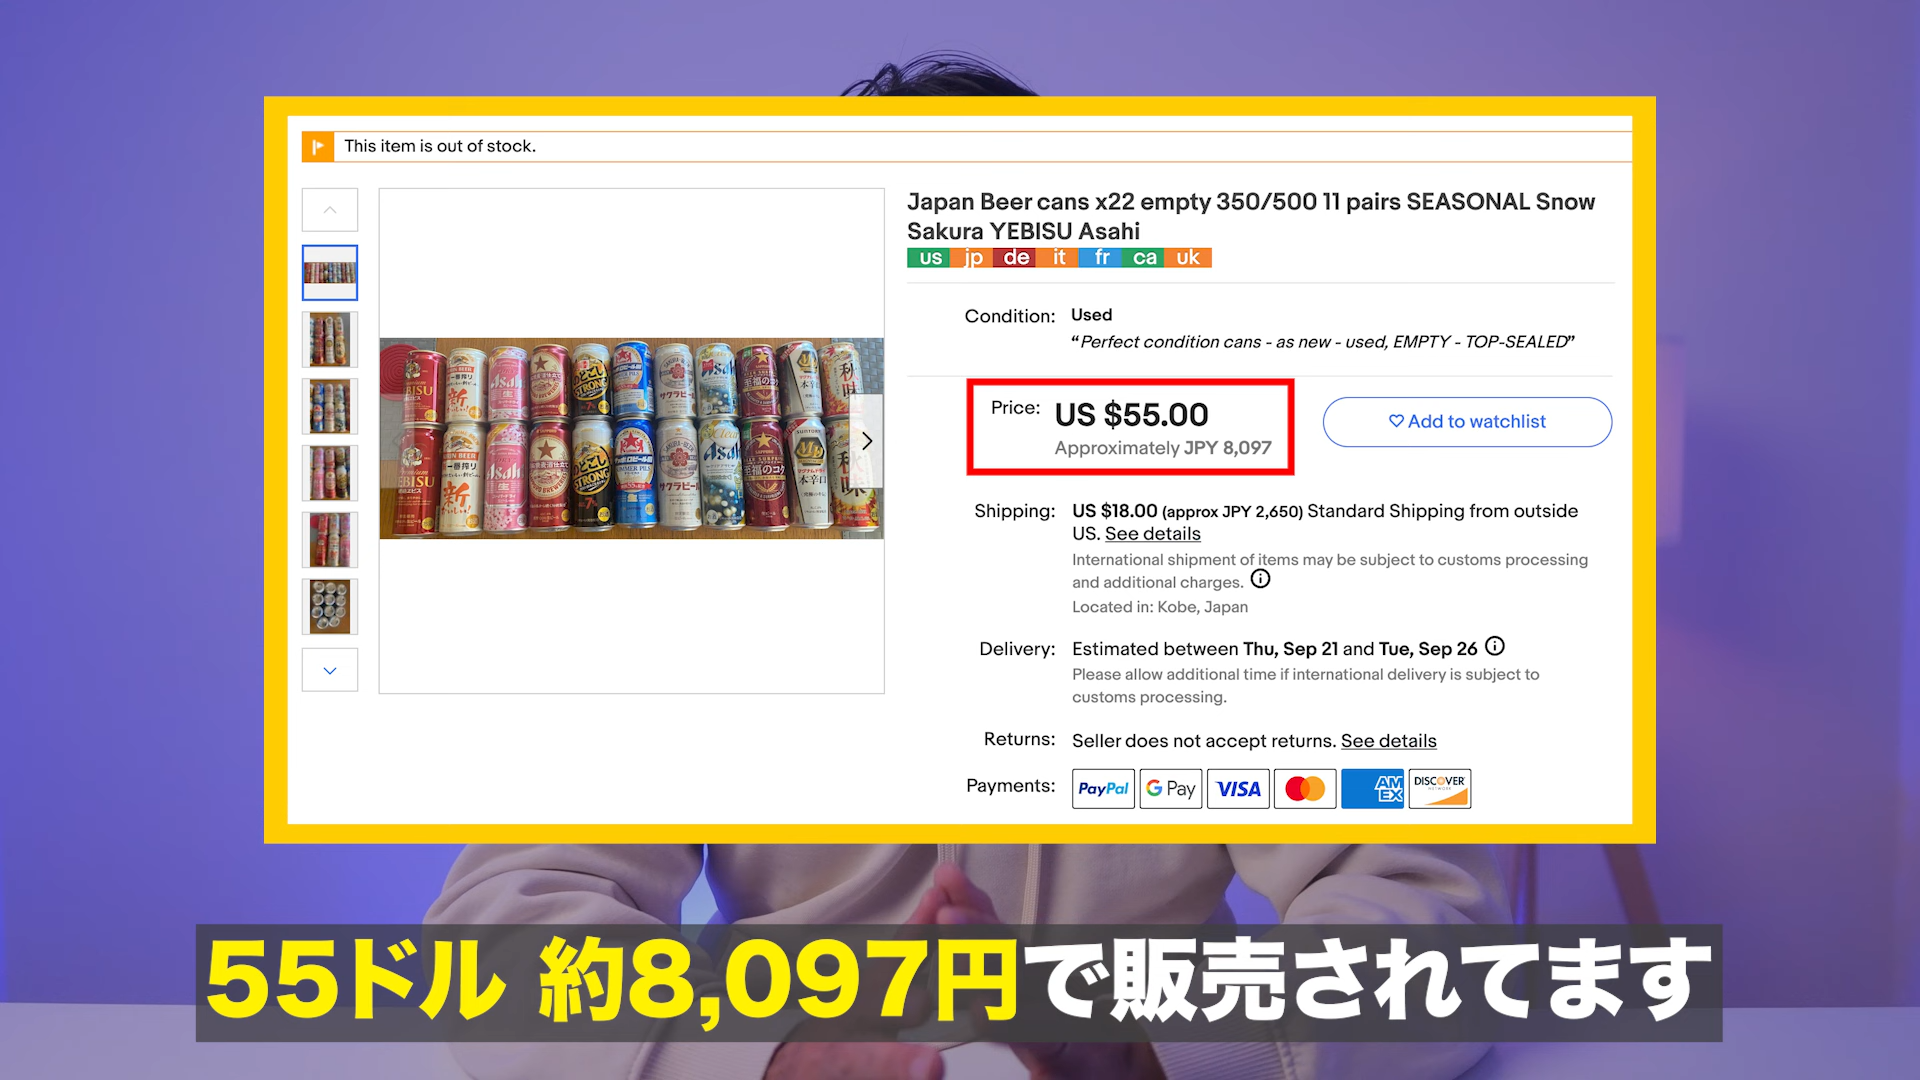 This item is out of stock.
Japan Beer cans x22 empty 350/500 11 pairs SEASONAL Snow
Sakura YEBISU Asahi
us jp de it fr ca uk
Condition: Used
“Perfect condition cans - as new - used, EMPTY - TOP-SEALED”
Price: US $55.00
Approximately JPY 8,097
Add to watchlist
Shipping: US $18.00 (approx JPY 2,650) Standard Shipping from outside
US. See details
International shipment of items may be subject to customs processing
and additional charges.
Located in: Kobe, Japan
Delivery: Estimated between Thu, Sep 21 and Tue, Sep 26
Please allow additional time if international delivery is subject to
customs processing.
Returns: Seller does not accept returns. See details
Payments: PayPal G Pay VISA AMEX DISCOVER
55ドル 約8,097円で販売されてます